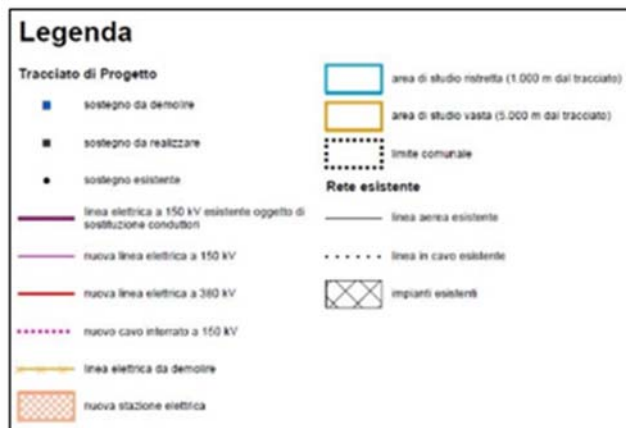 Legenda
Tracciato di Progetto
sostegno da demolire
sostegno da realizzare
sostegno esistente
linea elettrica a 150 kV esistente oggetto di
sostituzione conduttori
nuova linea elettrica a 150 kV
nuova linea elettrica a 380 kV
nuovo cavo interrato a 150 kV
linea elettrica da demolire
nuova stazione elettrica
area di studio ristretta (1.000 m dal tracciato)
area di studio vasta (5.000 m dal tracciato)
limite comunale
Rete esistente
linea aerea esistente
linea in cavo esistente
impianti esistenti